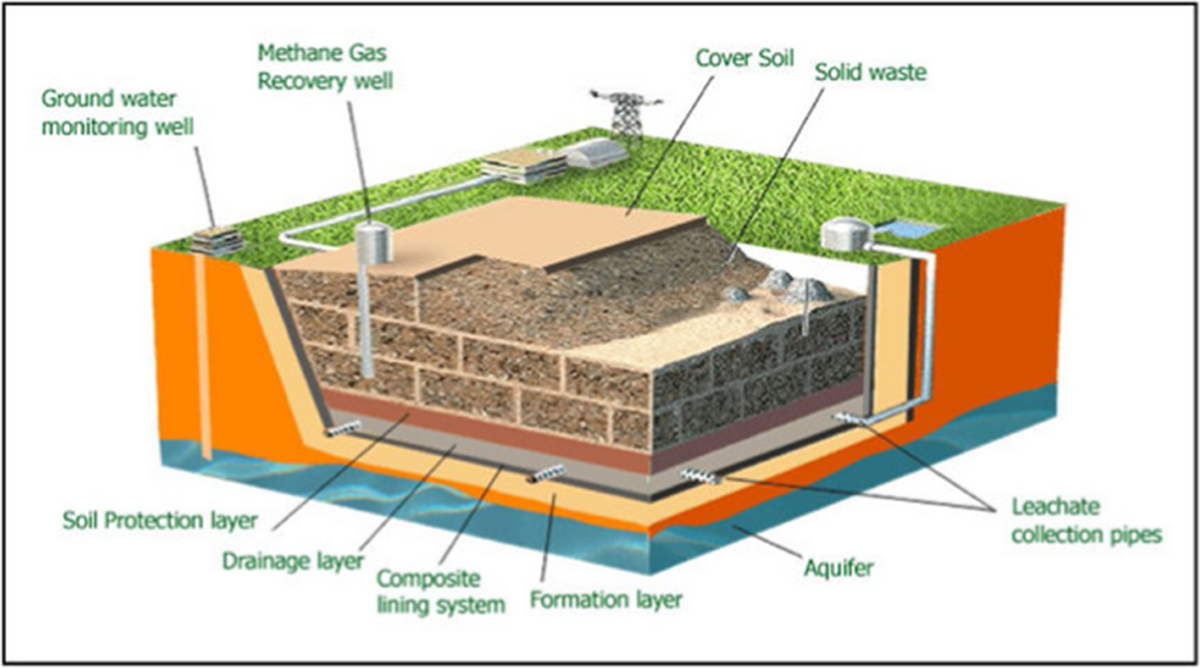 Methane Gas
Recovery well
Cover Soil
Solid waste
Ground water
monitoring well
Soil Protection layer
Drainage layer
Composite
lining system
Formation layer
Aquifer
Leachate
collection pipes